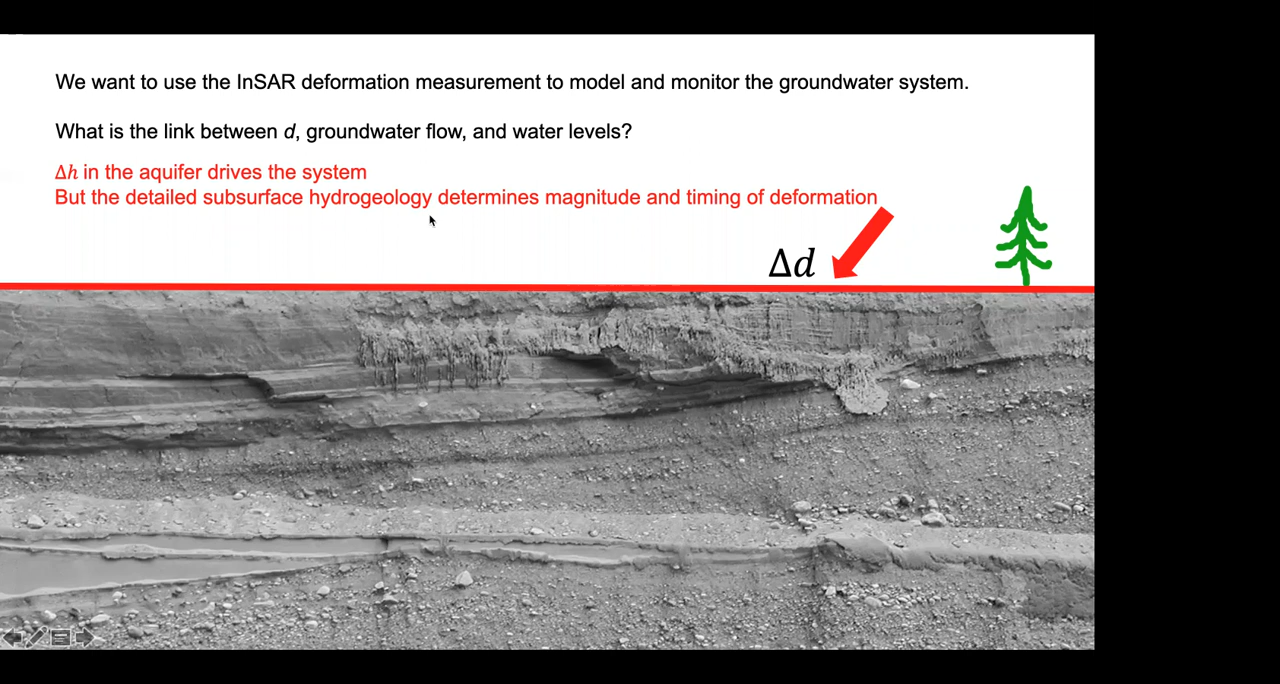 We want to use the InSAR deformation measurement to model and monitor the groundwater system.
What is the link between d, groundwater flow, and water levels?
Δh in the aquifer drives the system
But the detailed subsurface hydrogeology determines magnitude and timing of deformation
Δd